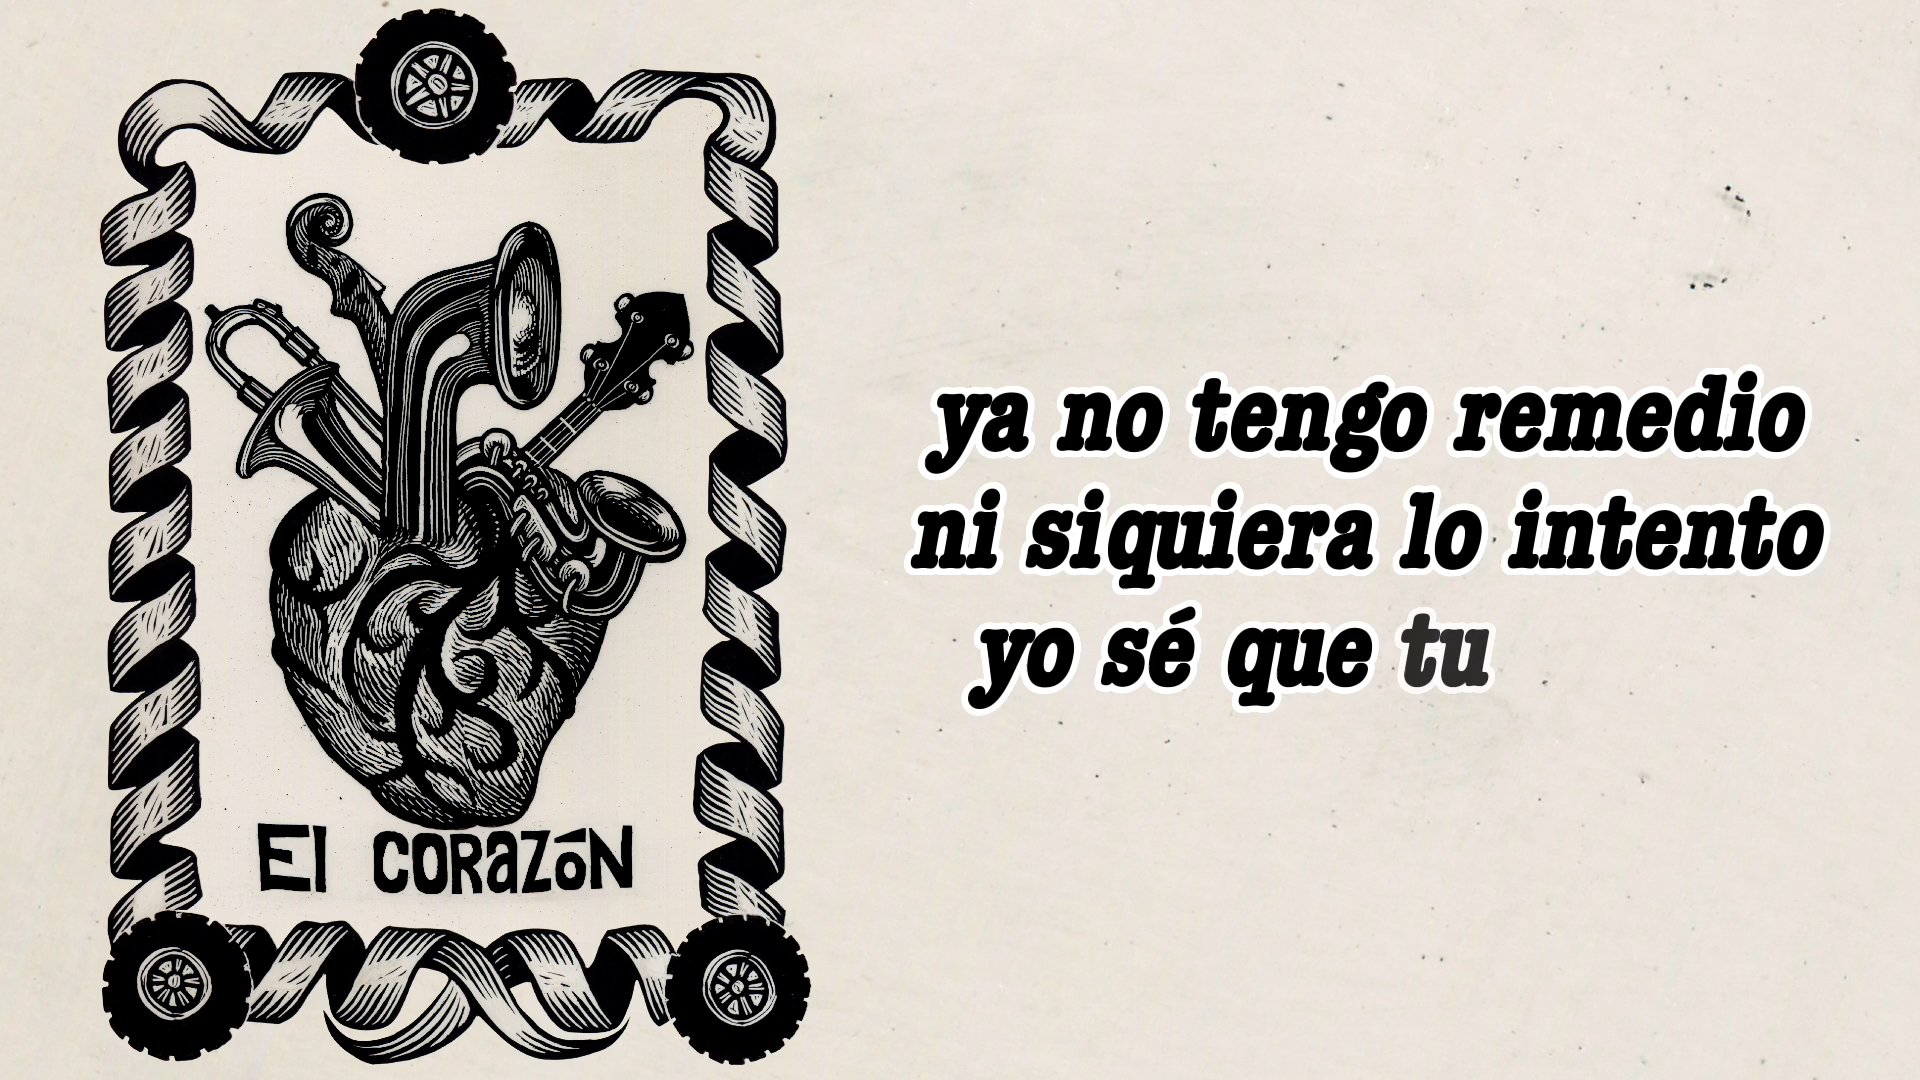 El CORaZóN
ya no tengo remedio
ni siquiera lo intento
yo sé que tu